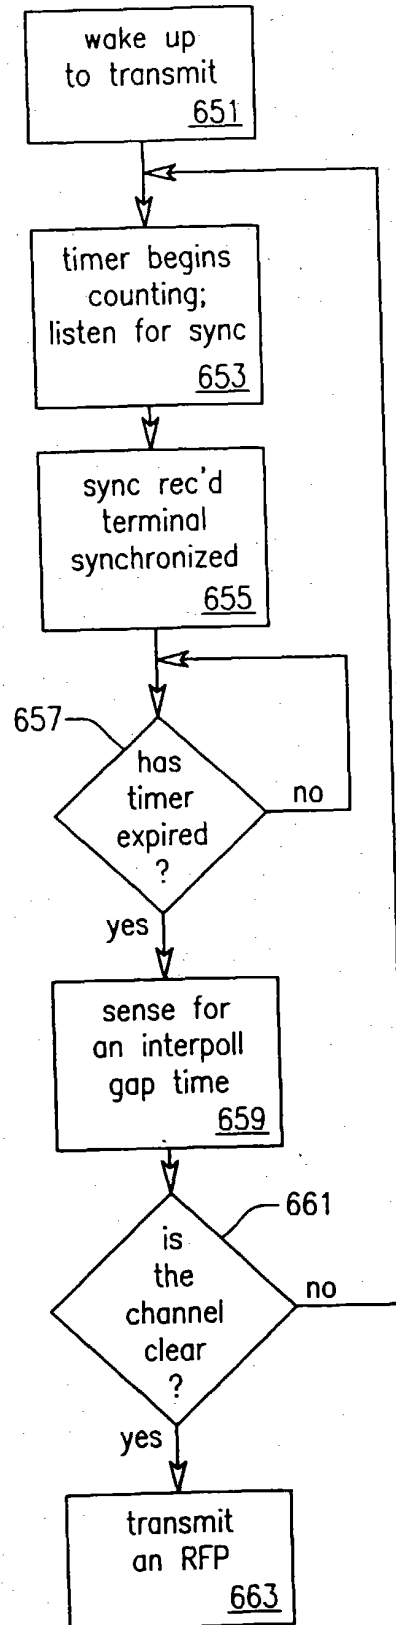 wake up
to transmit
651
timer begins
counting;
listen for sync
653
sync rec'd
terminal
synchronized
655
657
has
timer
expired
?
no
yes
sense for
an interpoll
gap time
659
661
is
the
channel
clear
?
no
yes
transmit
an RFP
663